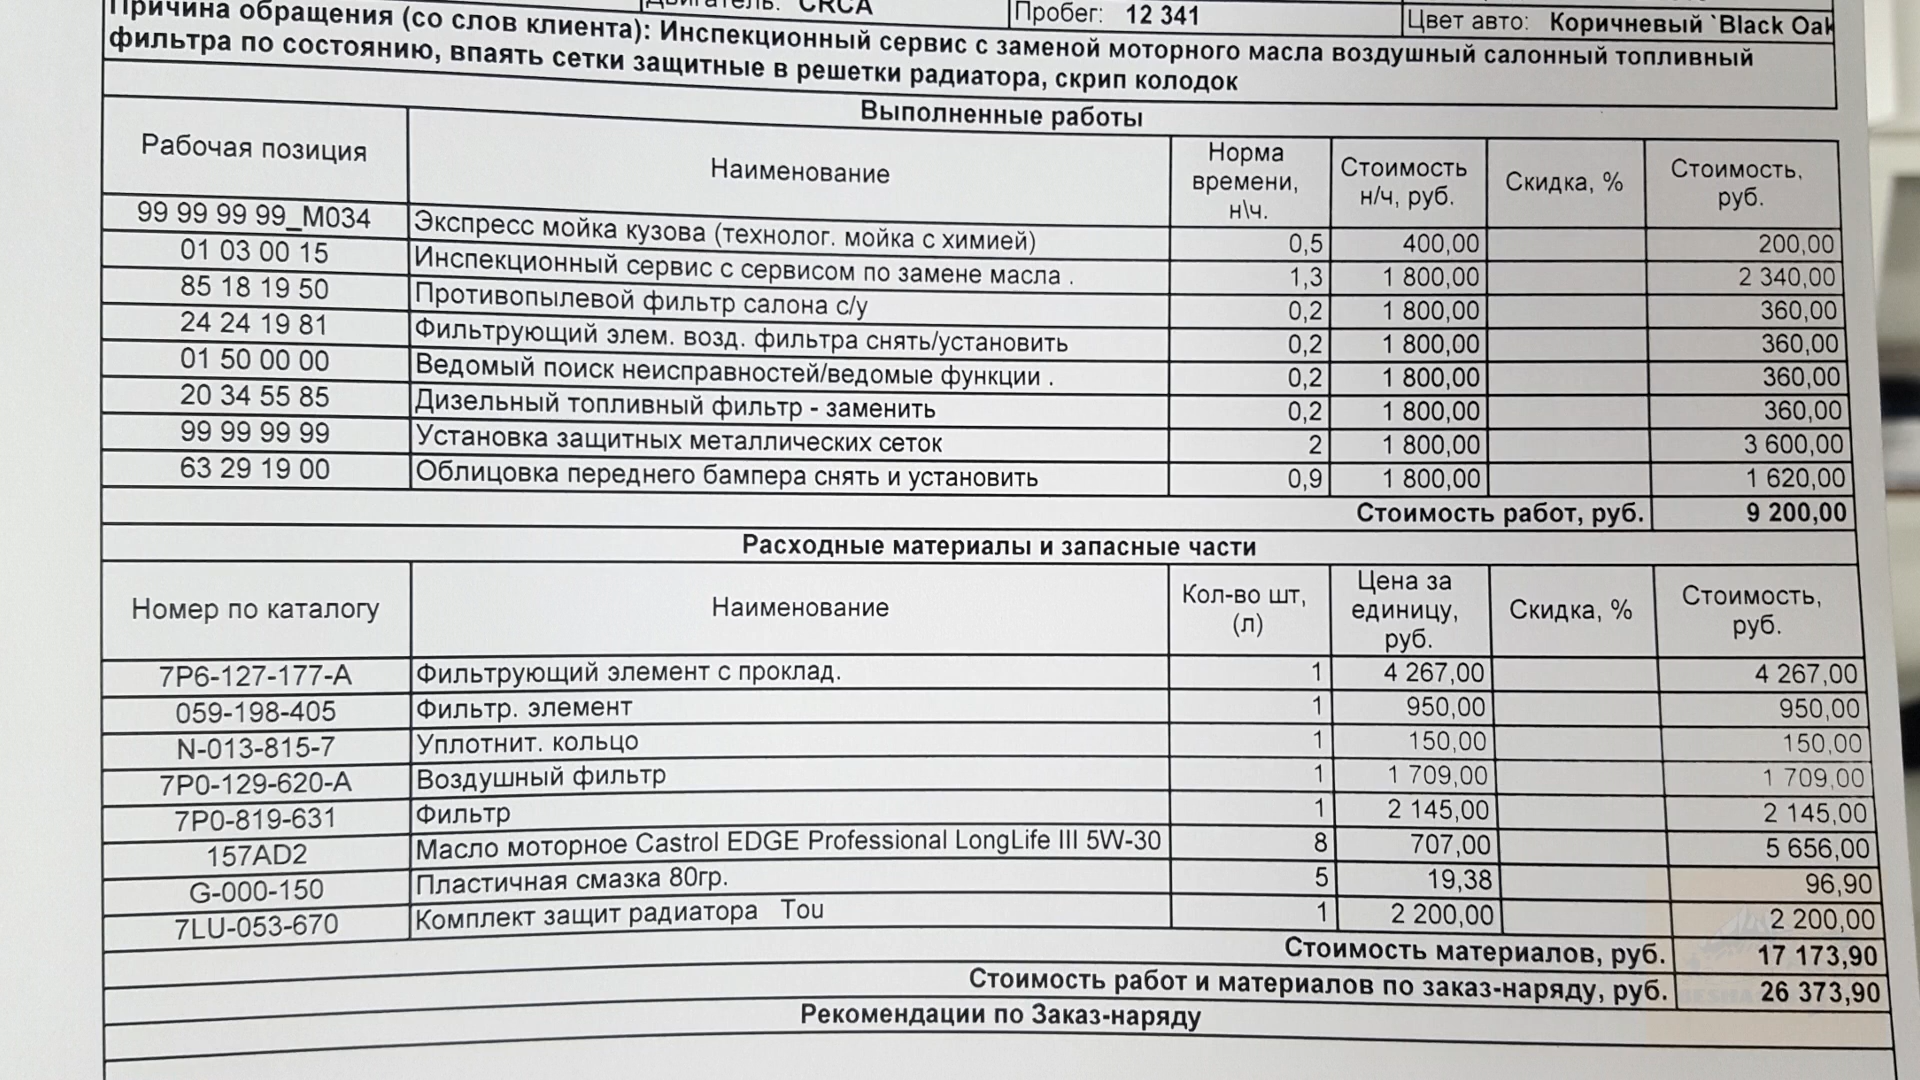 Двигатель: CRCA
Пробег: 12 341
Цвет авто: Коричневый `Black Oak
Причина обращения (со слов клиента): Инспекционный сервис с заменой моторного масла воздушный салонный топливный
фильтра по состоянию, впаять сетки защитные в решетки радиатора, скрип колодок
Выполненные работы
Рабочая позиция Наименование Норма времени, н\ч. Стоимость н/ч, руб. Скидка, % Стоимость, руб.
99 99 99 99_М034 Экспресс мойка кузова (технолог. мойка с химией) 0,5 400,00 200,00
01 03 00 15 Инспекционный сервис с сервисом по замене масла . 1,3 1 800,00 2 340,00
85 18 19 50 Противопылевой фильтр салона с/у 0,2 1 800,00 360,00
24 24 19 81 Фильтрующий элем. возд. фильтра снять/установить 0,2 1 800,00 360,00
01 50 00 00 Ведомый поиск неисправностей/ведомые функции . 0,2 1 800,00 360,00
20 34 55 85 Дизельный топливный фильтр - заменить 0,2 1 800,00 360,00
99 99 99 99 Установка защитных металлических сеток 2 1 800,00 3 600,00
63 29 19 00 Облицовка переднего бампера снять и установить 0,9 1 800,00 1 620,00
Стоимость работ, руб. 9 200,00
Расходные материалы и запасные части
Номер по каталогу Наименование Кол-во шт, (л) Цена за единицу, руб. Скидка, % Стоимость, руб.
7P6-127-177-A Фильтрующий элемент с проклад. 1 4 267,00 4 267,00
059-198-405 Фильтр. элемент 1 950,00 950,00
N-013-815-7 Уплотнит. кольцо 1 150,00 150,00
7P0-129-620-A Воздушный фильтр 1 1 709,00 1 709,00
7P0-819-631 Фильтр 1 2 145,00 2 145,00
157AD2 Масло моторное Castrol EDGE Professional LongLife III 5W-30 8 707,00 5 656,00
G-000-150 Пластичная смазка 80гр. 5 19,38 96,90
7LU-053-670 Комплект защит радиатора Tou 1 2 200,00 2 200,00
Стоимость материалов, руб. 17 173,90
Стоимость работ и материалов по заказ-наряду, руб. 26 373,90
Рекомендации по Заказ-наряду